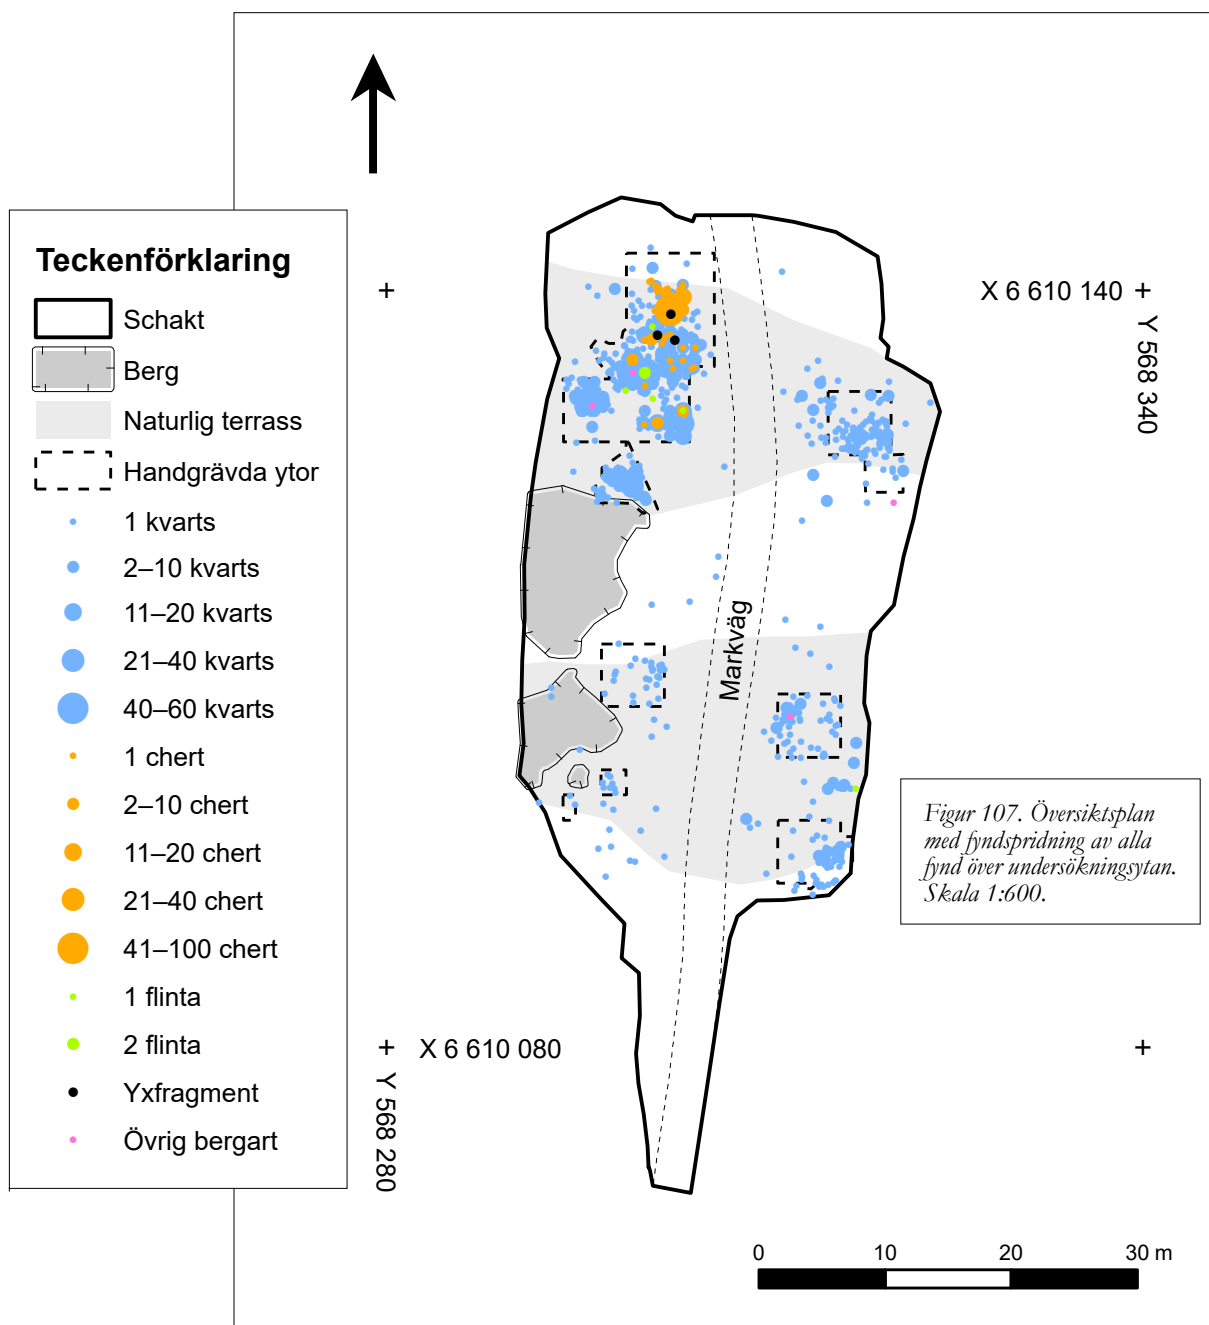 X 6 610 140
Y 568 340
Teckenförklaring
Schakt
Berg
Naturlig terrass
Handgrävda ytor
1 kvarts
2–10 kvarts
11–20 kvarts
21–40 kvarts
40–60 kvarts
1 chert
2–10 chert
11–20 chert
21–40 chert
41–100 chert
1 flinta
2 flinta
Yxfragment
Övrig bergart
Markväg
Figur 107. Översiktsplan
med fyndspridning av alla
fynd över undersökningsytan.
Skala 1:600.
X 6 610 080
Y 568 280
0 10 20 30 m